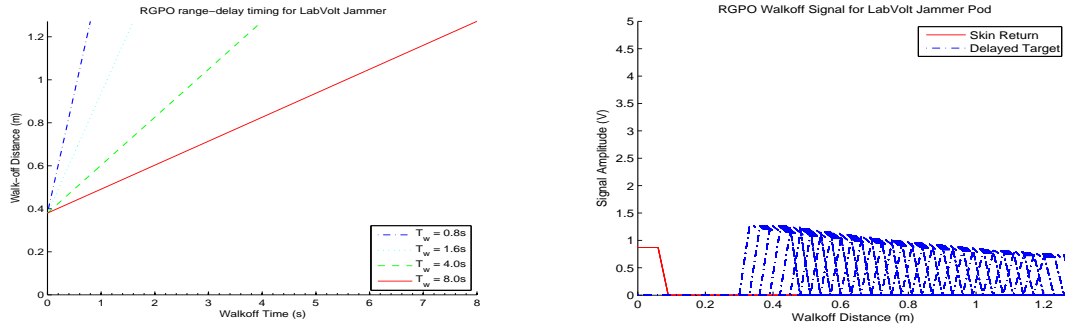 RGPO range-delay timing for LabVolt Jammer
Walk-off Distance (m)
1.2
1
0.8
0.6
0.4
0.2
0
0 1 2 3 4 5 6 7 8
Walkoff Time (s)
T_w = 0.8s
T_w = 1.6s
T_w = 4.0s
T_w = 8.0s
RGPO Walkoff Signal for LabVolt Jammer Pod
Signal Amplitude (V)
5
4.5
4
3.5
3
2.5
2
1.5
1
0.5
0
0 0.2 0.4 0.6 0.8 1 1.2
Walkoff Distance (m)
Skin Return
Delayed Target